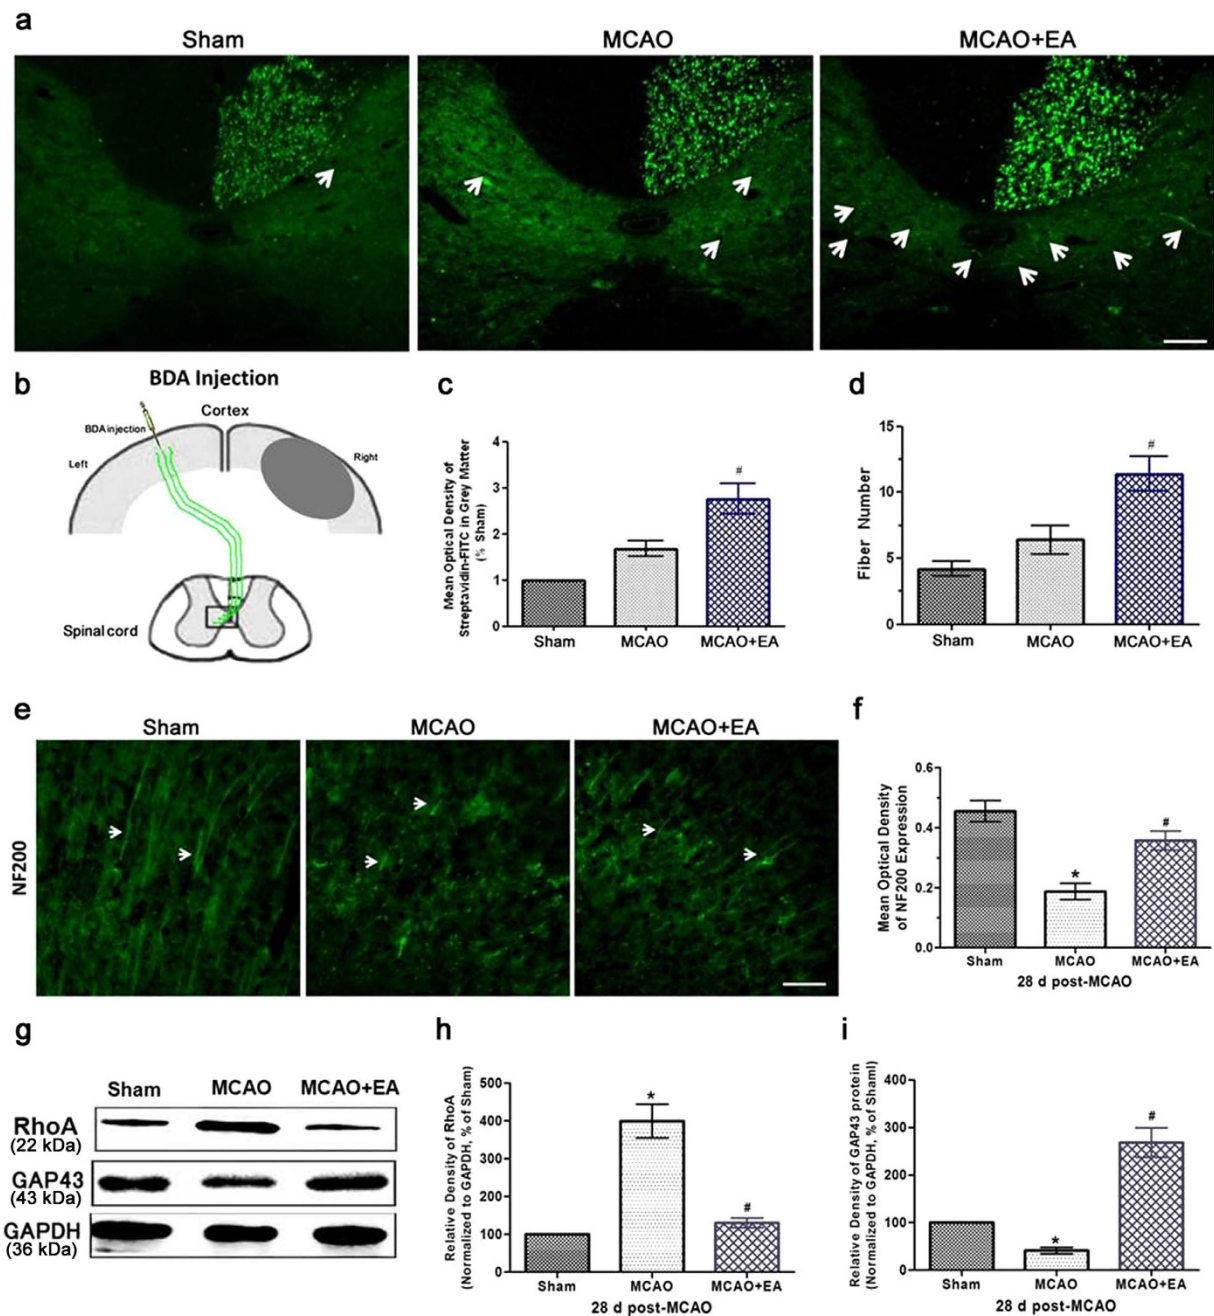 a
Sham
MCAO
MCAO+EA
b
BDA Injection
Cortex
BDA injection
Left
Right
Spinal cord
c
Mean Optical Density of
Streptavidin-FITC in Grey Matter
(% Sham)
4
3
2
1
0
#
Sham
MCAO
MCAO+EA
d
Fiber Number
15
10
5
0
#
Sham
MCAO
MCAO+EA
e
Sham
MCAO
MCAO+EA
NF200
f
Mean Optical Density
of NF200 Expression
0.6
0.4
0.2
0.0
*
#
Sham
MCAO
MCAO+EA
28 d post-MCAO
g
Sham
MCAO
MCAO+EA
RhoA
(22 kDa)
GAP43
(43 kDa)
GAPDH
(36 kDa)
h
Relative Density of RhoA
(Normalized to GAPDH, % of Sham)
500
400
300
200
100
0
*
#
Sham
MCAO
MCAO+EA
28 d post-MCAO
i
Relative Density of GAP43 protein
(Normalized to GAPDH, % of Shaml)
400
300
200
100
0
*
#
Sham
MCAO
MCAO+EA
28 d post-MCAO